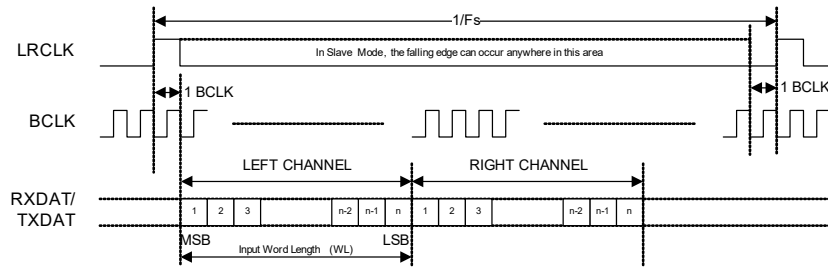 1/Fs
LRCLK
In Slave Mode, the falling edge can occur anywhere in this area
1 BCLK
1 BCLK
BCLK
LEFT CHANNEL
RIGHT CHANNEL
RXDAT/
TXDAT
1 2 3 n-2 n-1 n 1 2 3 n-2 n-1 n
MSB
LSB
Input Word Length (WL)